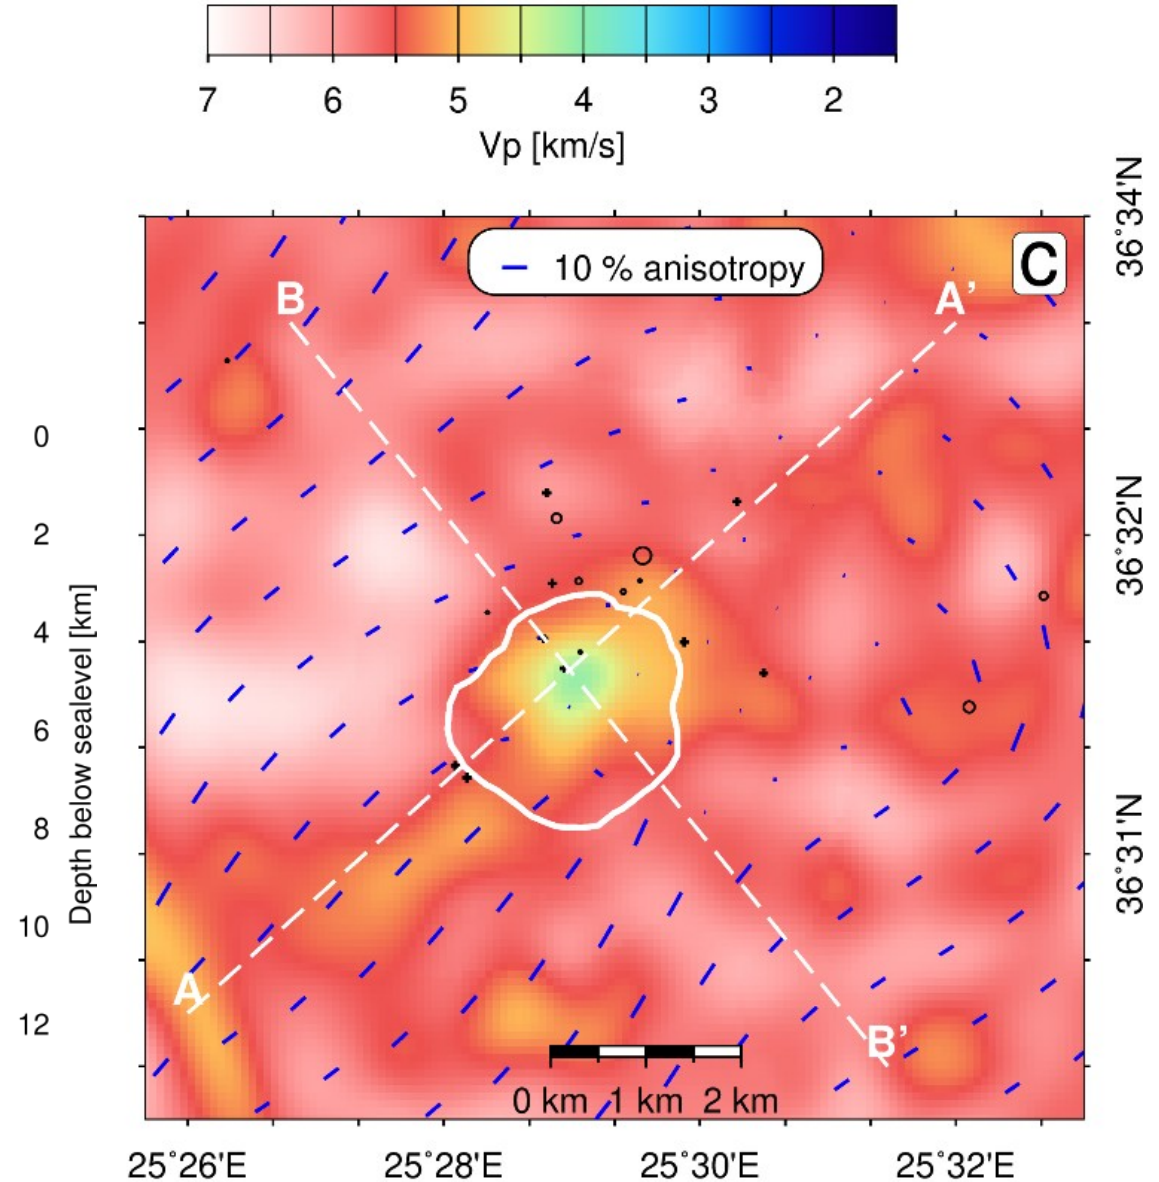 7 6 5 4 3 2
Vp [km/s]
10 % anisotropy
C
B
A’
A
B’
0
2
4
6
8
10
12
Depth below sealevel [km]
36˚34'N
36˚32'N
36˚31'N
0 km 1 km 2 km
25˚26'E 25˚28'E 25˚30'E 25˚32'E